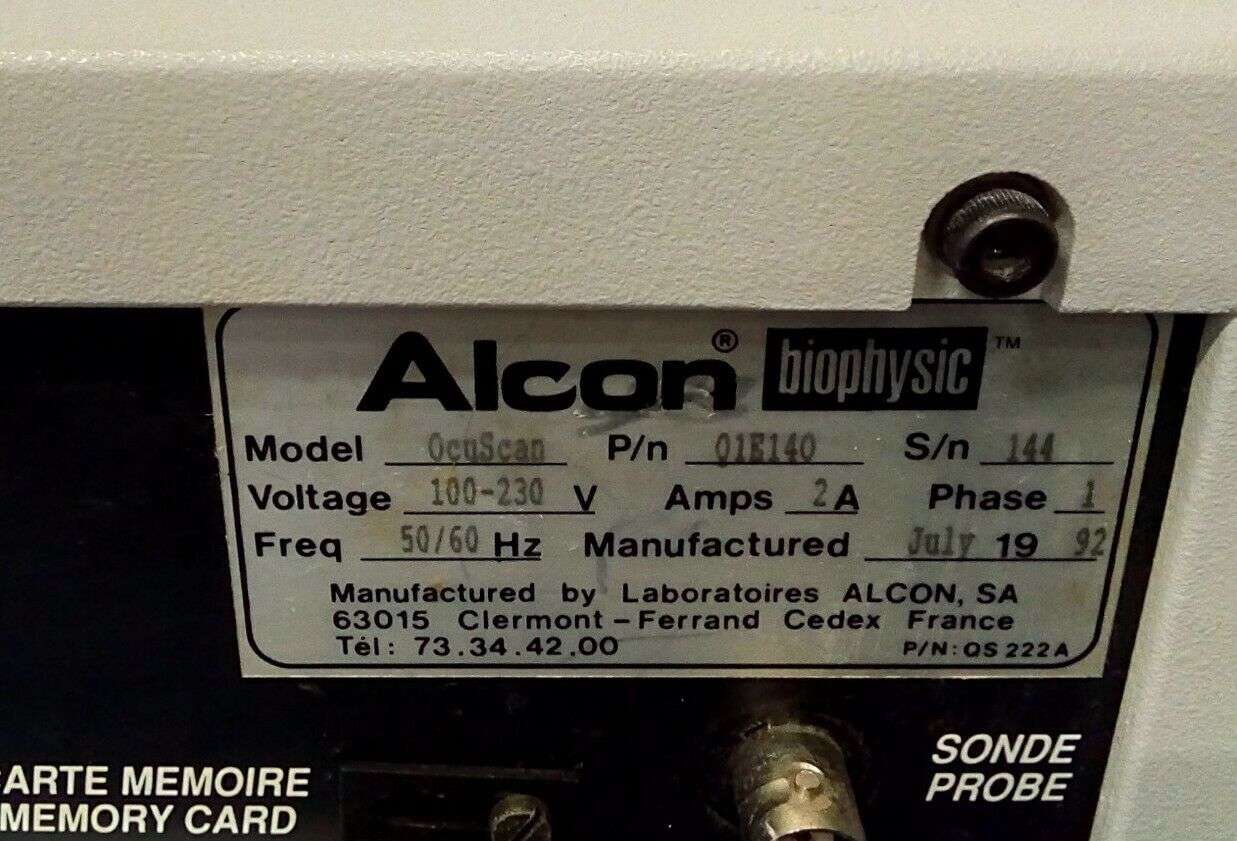 Alcon® biophysic™
Model OcuScan P/n Q1E140 S/n 144
Voltage 100-230 V Amps 2 A Phase 1
Freq 50/60 Hz Manufactured July 19 92
Manufactured by Laboratoires ALCON, SA
63015 Clermont-Ferrand Cedex France
Tél: 73.34.42.00 P/N: QS 222A
ARTE MEMOIRE
MEMORY CARD
SONDE
PROBE